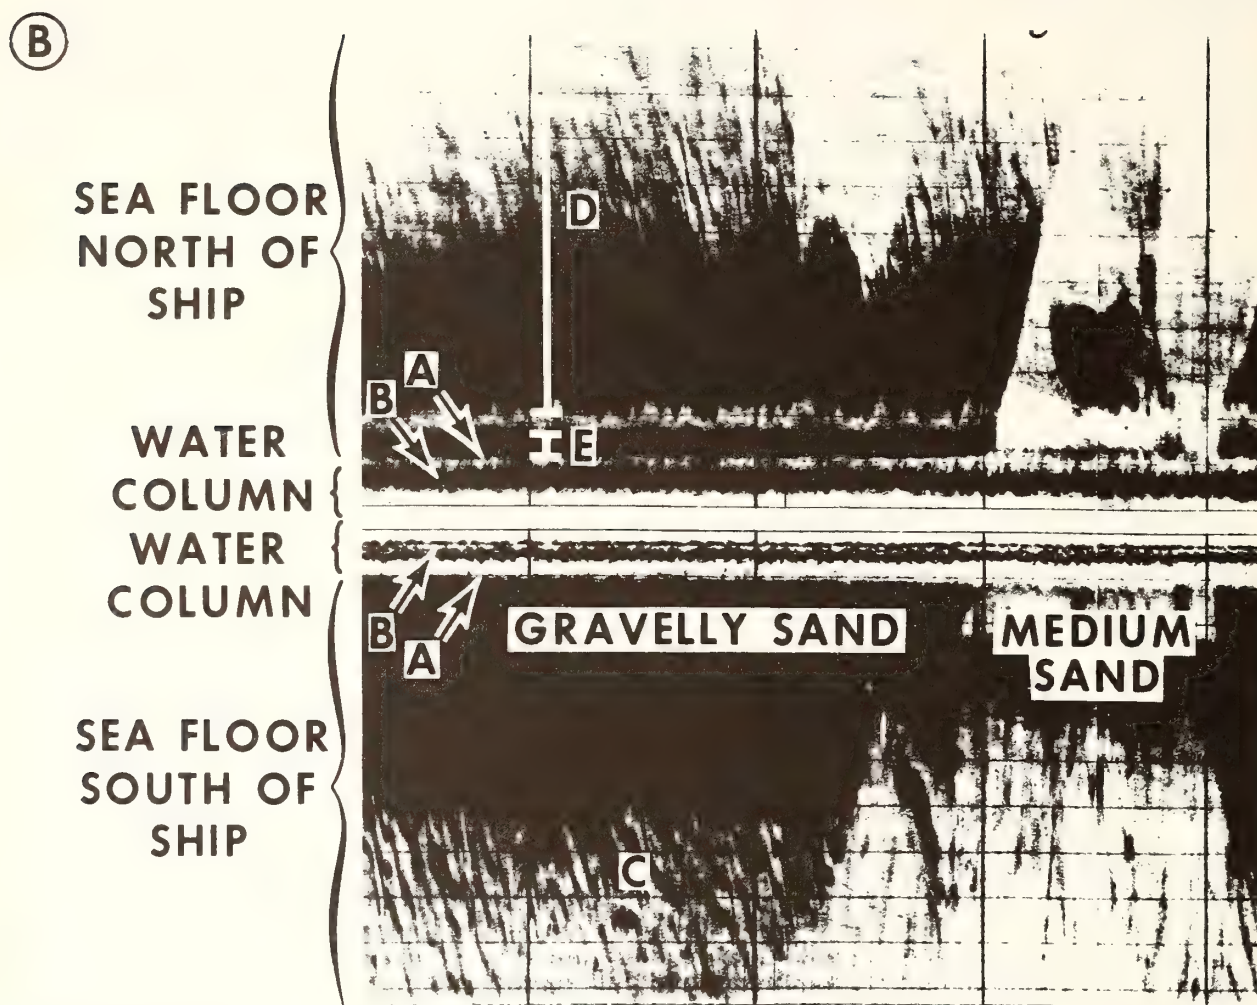 B
SEA FLOOR
NORTH OF
SHIP
D
A
B
E
WATER
COLUMN
WATER
COLUMN
B
A
GRAVELLY SAND
MEDIUM
SAND
SEA FLOOR
SOUTH OF
SHIP
C